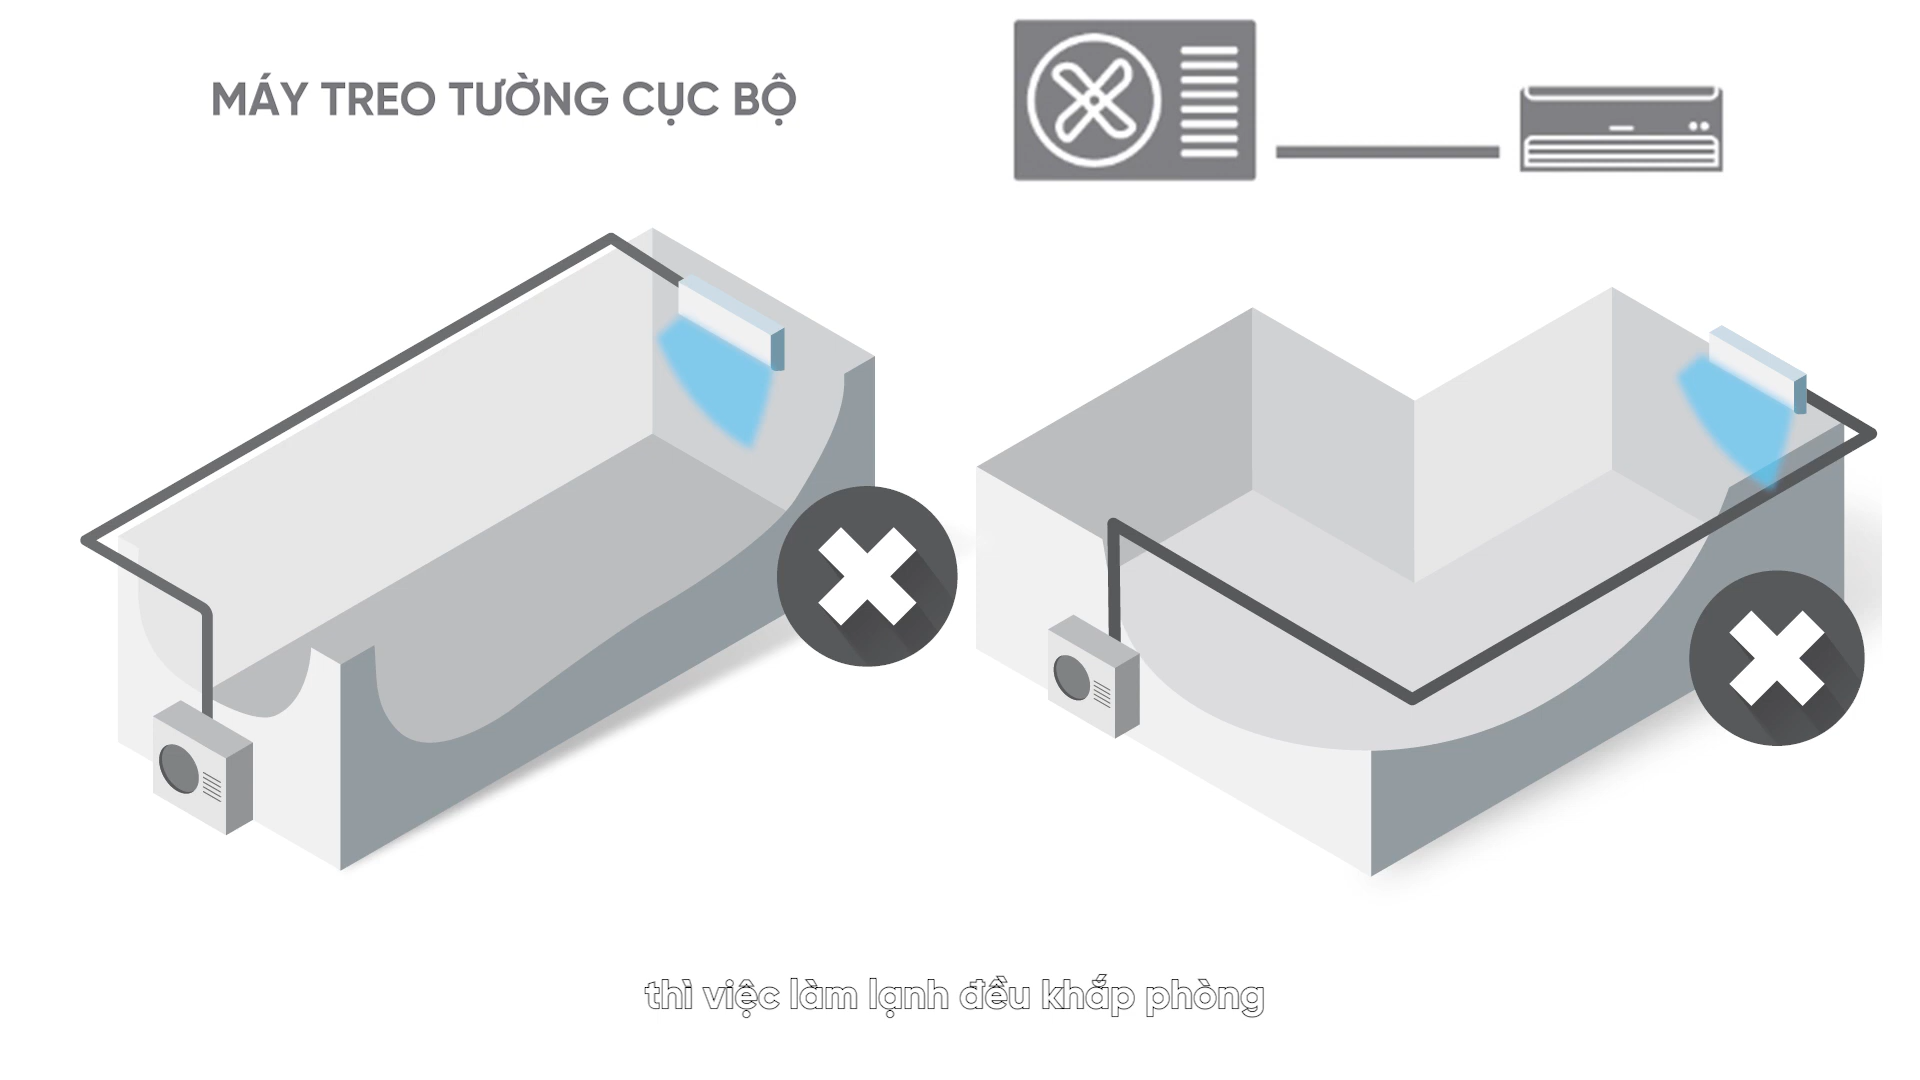 MÁY TREO TƯỜNG CỤC BỘ
thì việc làm lạnh đều khắp phòng